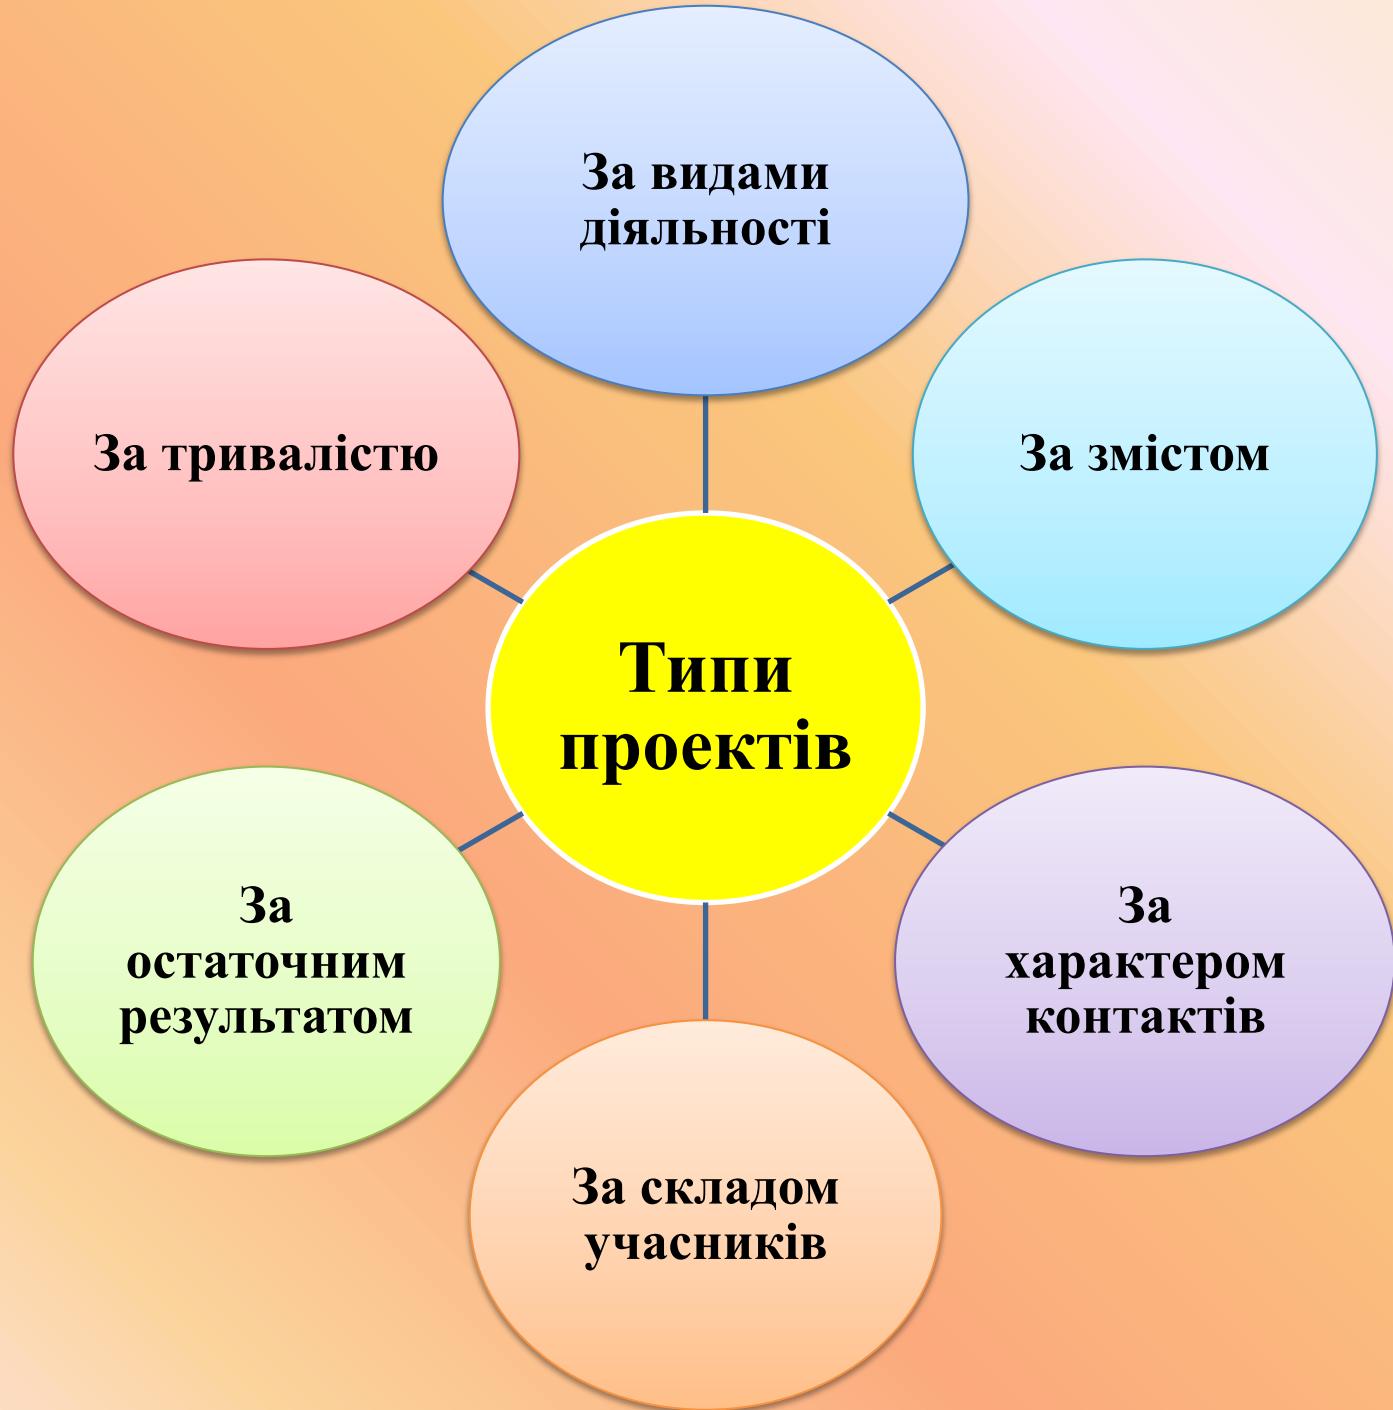 За видами
діяльності
За тривалістю
За змістом
Типи
проектів
За
остаточним
результатом
За
характером
контактів
За складом
учасників